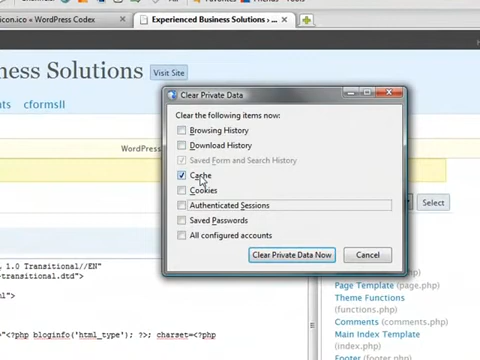 con.ico « WordPress Codex
Experienced Business Solutions › ...
ness Solutions
Visit Site
nts cformsII
Clear Private Data
Clear the following items now:
Browsing History
Download History
Saved Form and Search History
Cache
Cookies
Authenticated Sessions
Saved Passwords
All configured accounts
Clear Private Data Now
Cancel
WordPress
Select
1.0 Transitional//EN"
-transitional.dtd">
ml">
"<?php bloginfo('html_type'); ?>; charset=<?php
Page Template (page.php)
Theme Functions
(functions.php)
Comments (comments.php)
Main Index Template
(index.php)
Footer (footer.php)